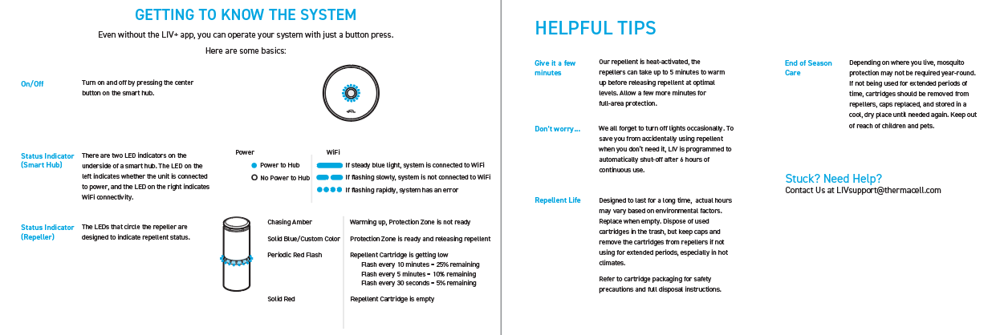 GETTING TO KNOW THE SYSTEM
Even without the LIV+ app, you can operate your system with just a button press.
Here are some basics:
On/Off
Turn on and off by pressing the center
button on the smart hub.
Status Indicator
(Smart Hub)
There are two LED indicators on the
underside of a smart hub. The LED on the
left indicates whether the unit is connected
to power, and the LED on the right indicates
WiFi connectivity.
Power
Power to Hub
No Power to Hub
WiFi
If steady blue light, system is connected to WiFi
If flashing slowly, system is not connected to WiFi
If flashing rapidly, system has an error
Status Indicator
(Repeller)
The LEDs that circle the repeller are
designed to indicate repellent status.
Chasing Amber
Warming up, Protection Zone is not ready
Solid Blue/Custom Color
Protection Zone is ready and releasing repellent
Periodic Red Flash
Repellent Cartridge is getting low
Flash every 10 minutes = 25% remaining
Flash every 5 minutes = 10% remaining
Flash every 30 seconds = 5% remaining
Solid Red
Repellent Cartridge is empty
HELPFUL TIPS
Give it a few
minutes
Our repellent is heat-activated, the
repellers can take up to 5 minutes to warm
up before releasing repellent at optimal
levels. Allow a few more minutes for
full-area protection.
Don't worry...
We all forget to turn off lights occasionally. To
save you from accidentally using repellent
when you don't need it, LIV is programmed to
automatically shut-off after 6 hours of
continuous use.
Repellent Life
Designed to last for a long time, actual hours
may vary based on environmental factors.
Replace when empty. Dispose of used
cartridges in the trash, but keep caps and
remove the cartridges from repellers if not
using for extended periods, especially in hot
climates.
Refer to cartridge packaging for safety
precautions and full disposal instructions.
End of Season
Care
Depending on where you live, mosquito
protection may not be required year-round.
If not being used for extended periods of
time, cartridges should be removed from
repellers, caps replaced, and stored in a
cool, dry place until needed again. Keep out
of reach of children and pets.
Stuck? Need Help?
Contact Us at LIVsupport@thermacell.com